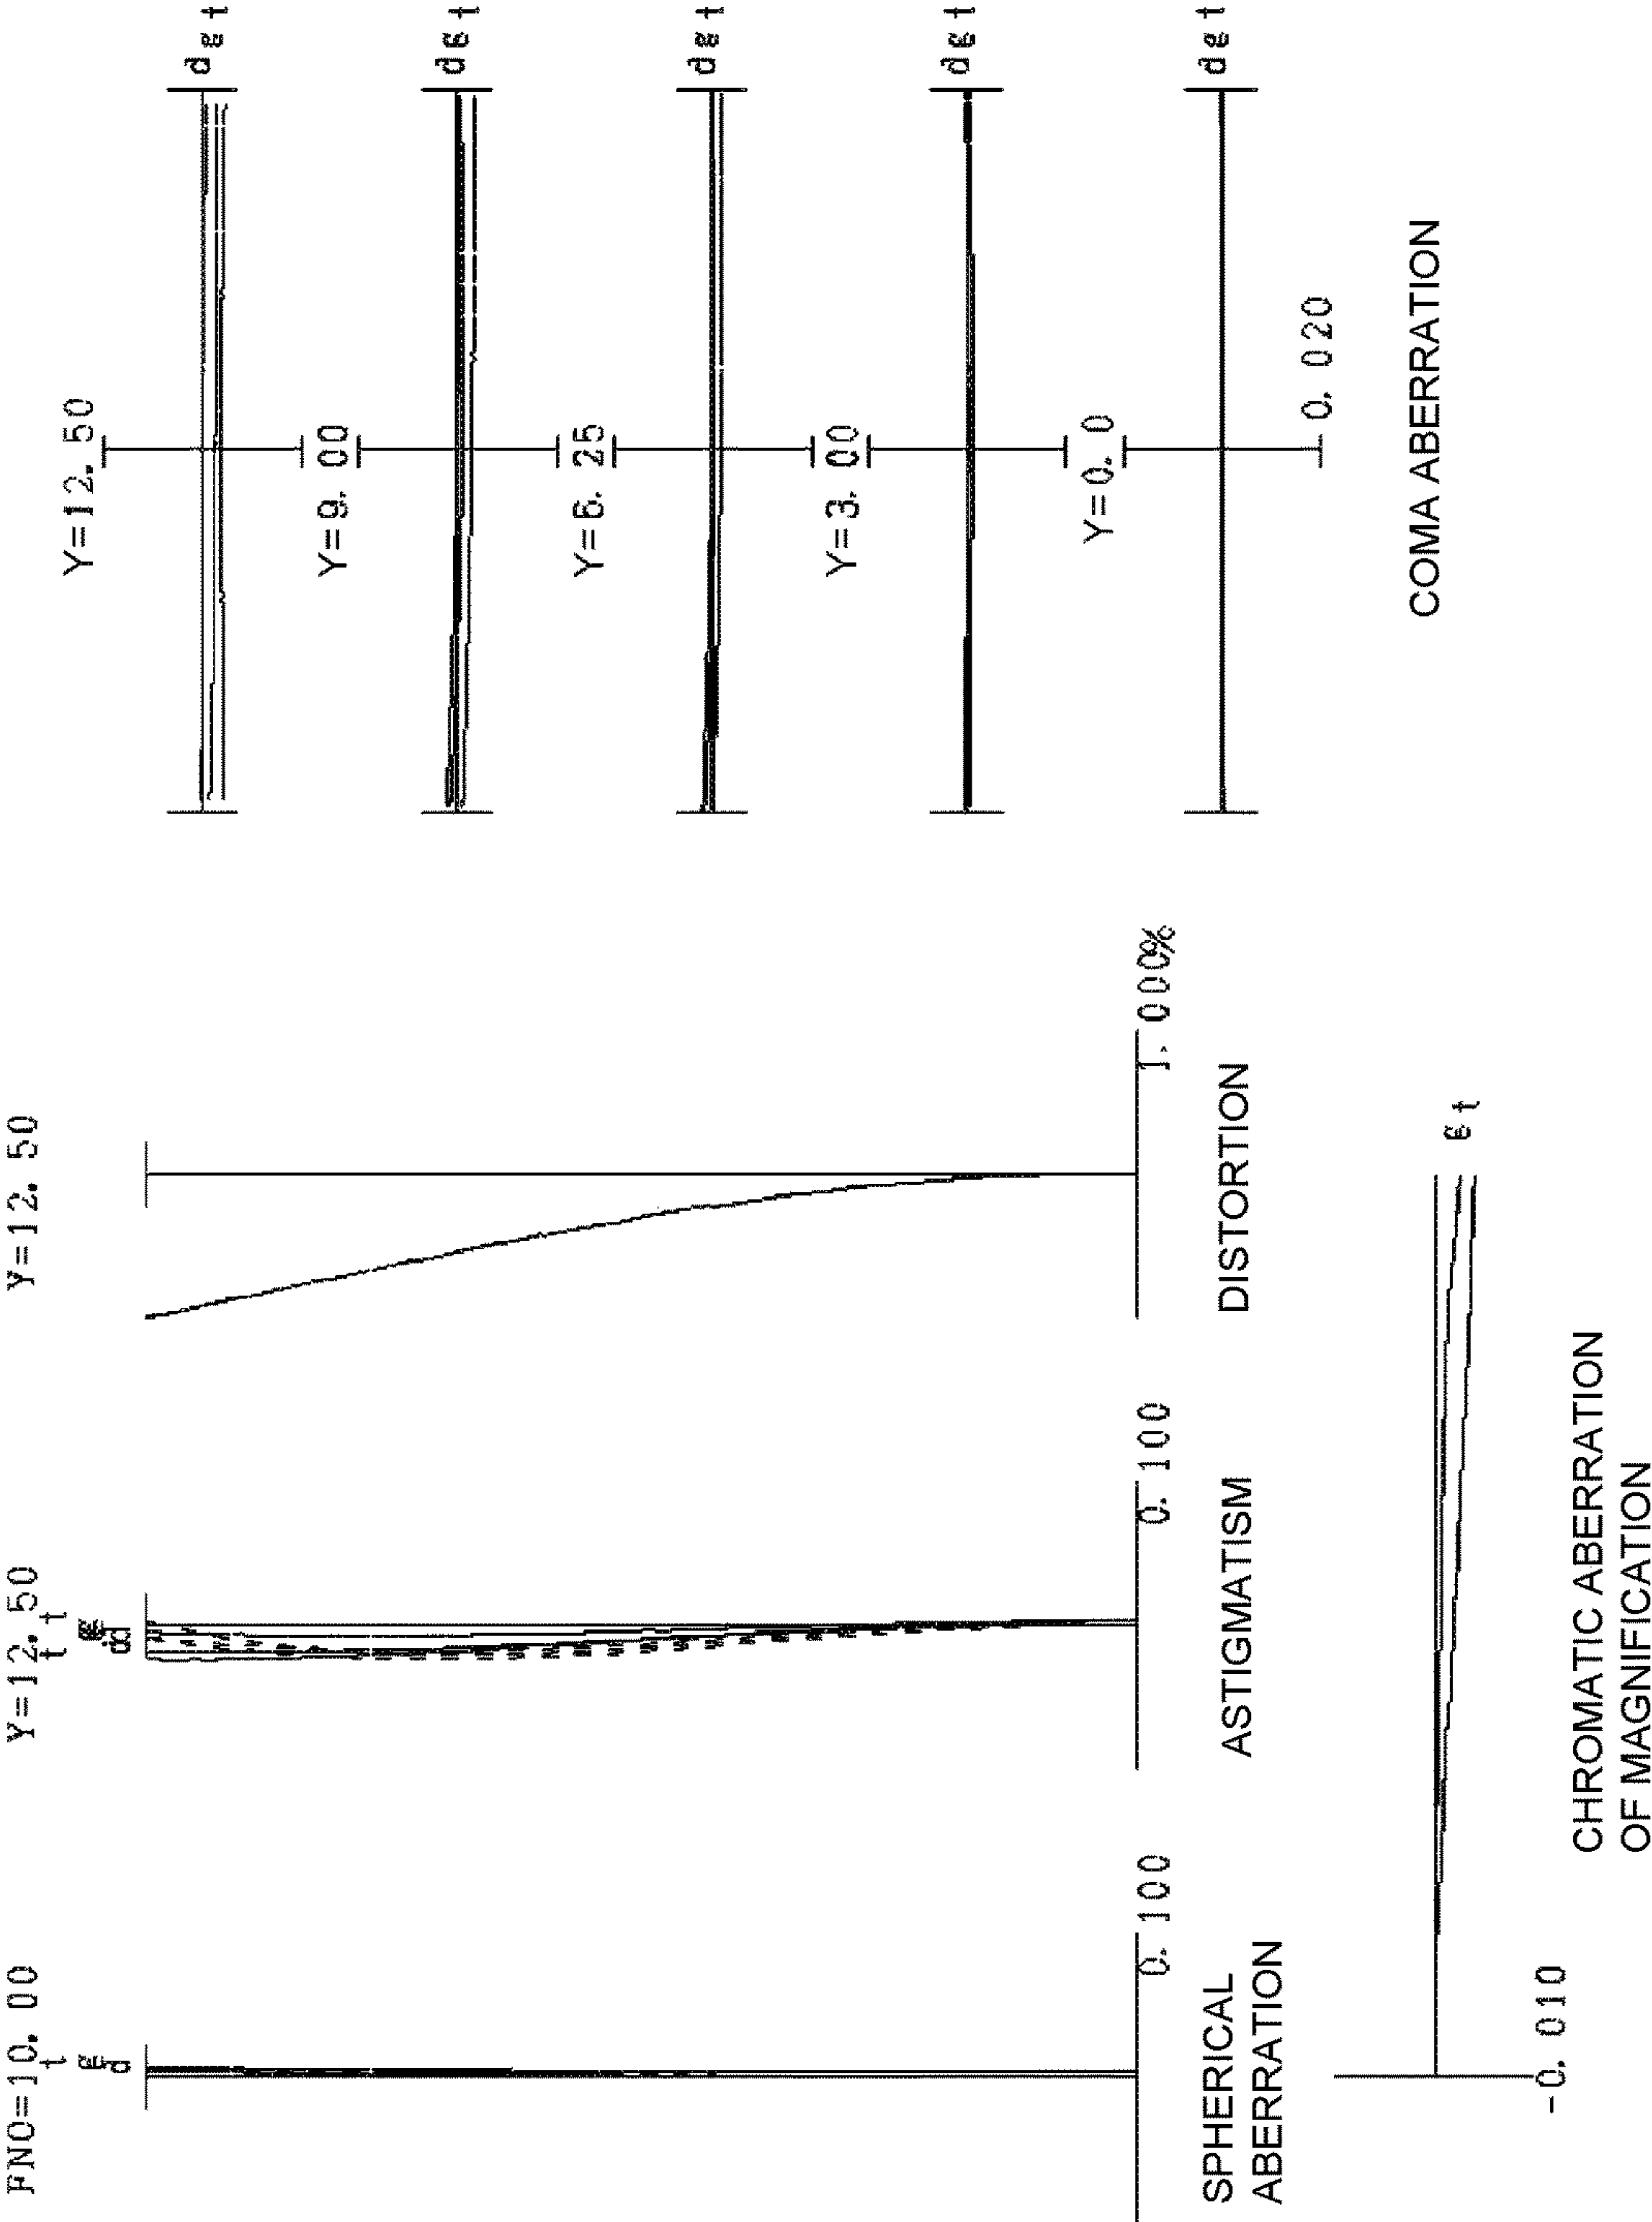 FNO=10. 00
t
g
d
0. 100
SPHERICAL
ABERRATION
Y=12. 50
t t
g
d
0. 100
ASTIGMATISM
Y=12. 50
1. 000%
DISTORTION
Y=12. 50
d g t
Y=9. 00
d g t
Y=6. 25
d g t
Y=3. 00
d g t
Y=0. 0
d g t
0. 020
COMA ABERRATION
g t
-0. 010
CHROMATIC ABERRATION
OF MAGNIFICATION